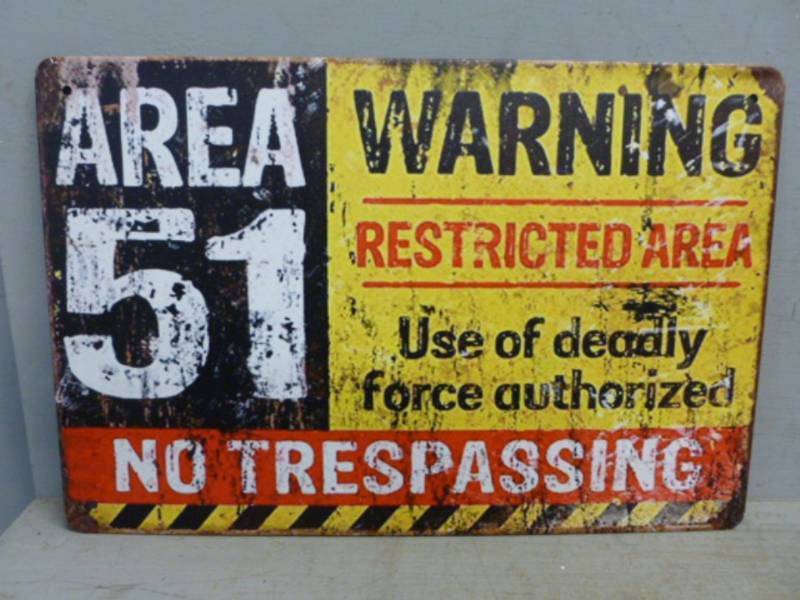 AREA
51
WARNING
RESTRICTED AREA
Use of deadly
force authorized
NO TRESPASSING